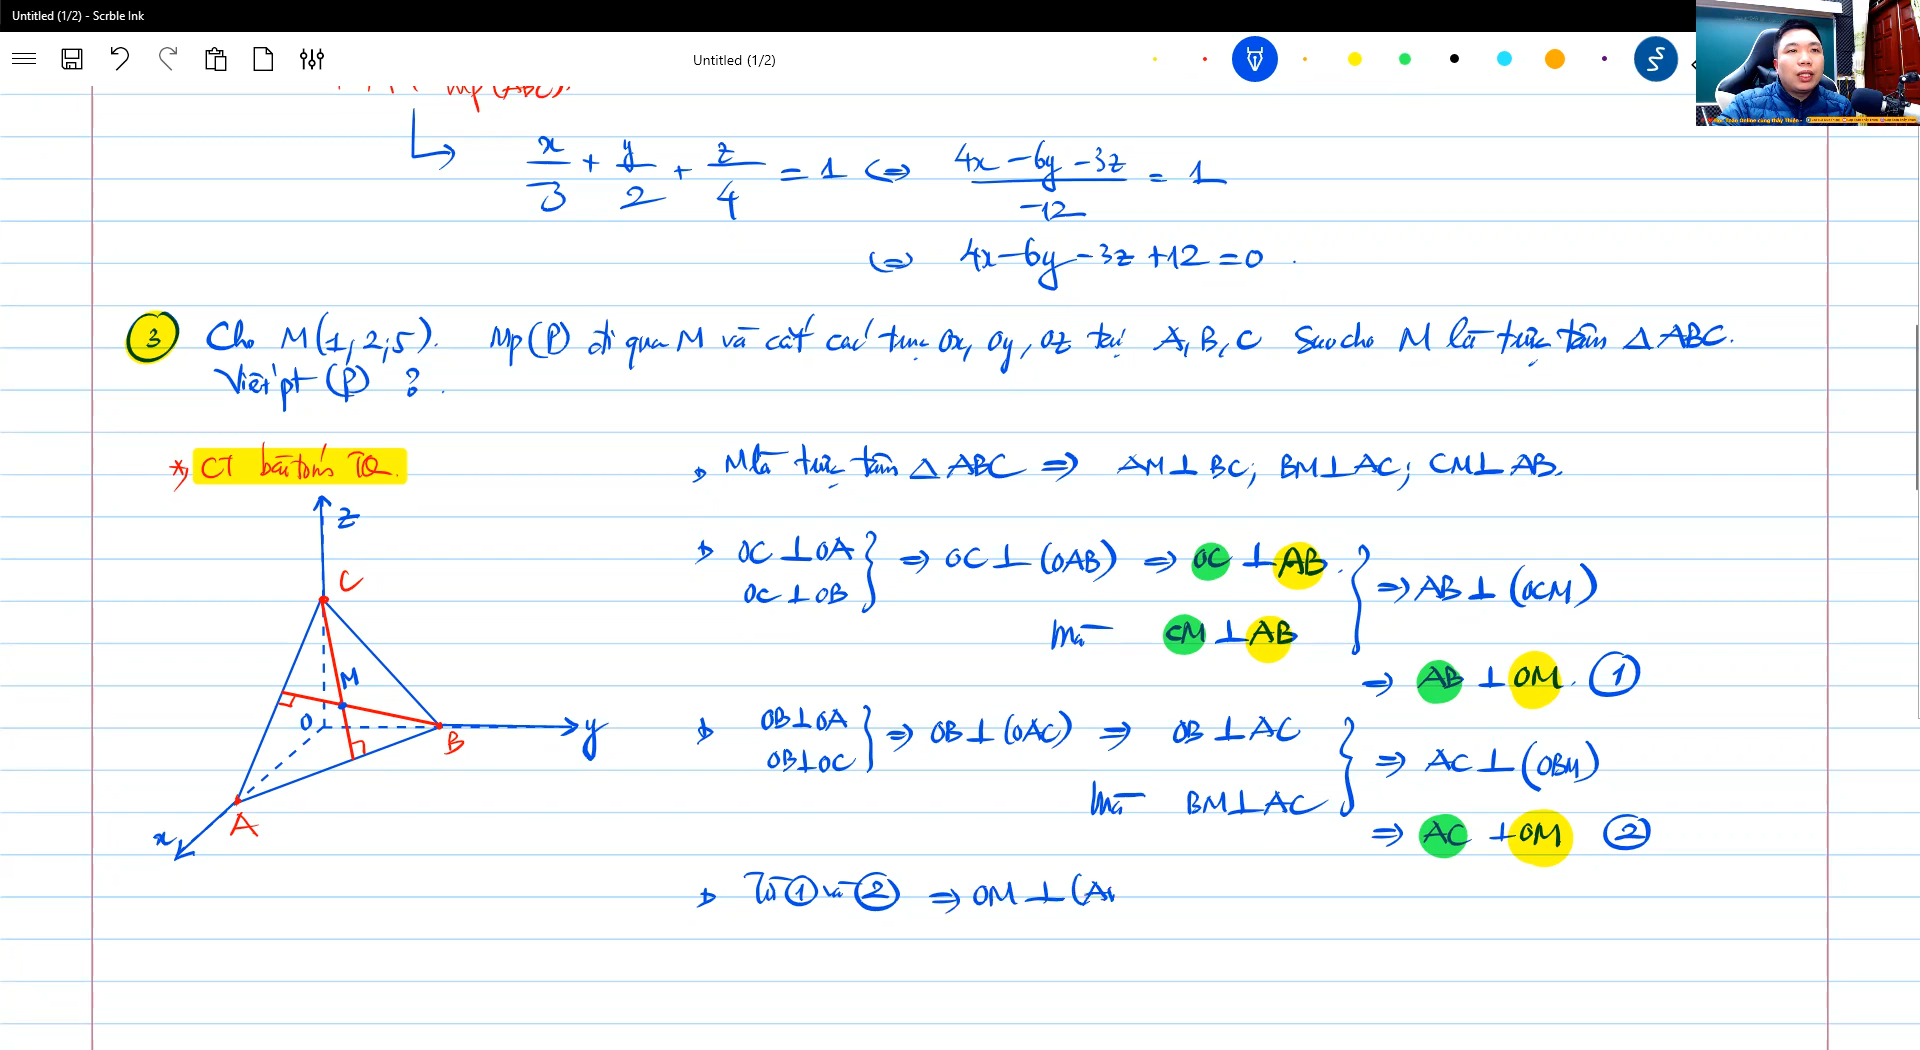 Untitled (1/2) - Scrble Ink
Untitled (1/2)
mp (ABC).
x/3 + y/2 + z/4 = 1 ⇔ (4x - 6y - 3z)/-12 = 1
⇔ 4x - 6y - 3z + 12 = 0 .
3 Cho M(1; 2; 5). Mp(P) đi qua M và cắt các trục Ox, Oy, Oz tại A, B, C Sao cho M là trực tâm Δ ABC.
Viết pt (P) ?
* CT bài toán TQ.
M là trực tâm Δ ABC ⇒ AM ⊥ BC; BM ⊥ AC; CM ⊥ AB.
OC ⊥ OA
OC ⊥ OB } ⇒ OC ⊥ (OAB) ⇒ OC ⊥ AB.
mà CM ⊥ AB } ⇒ AB ⊥ (OCM)
⇒ AB ⊥ OM. 1
OB ⊥ OA
OB ⊥ OC } ⇒ OB ⊥ (OAC) ⇒ OB ⊥ AC
mà BM ⊥ AC } ⇒ AC ⊥ (OBM)
⇒ AC ⊥ OM 2
Từ 1 và 2 ⇒ OM ⊥ (A
z
C
M
O
B
y
A
x